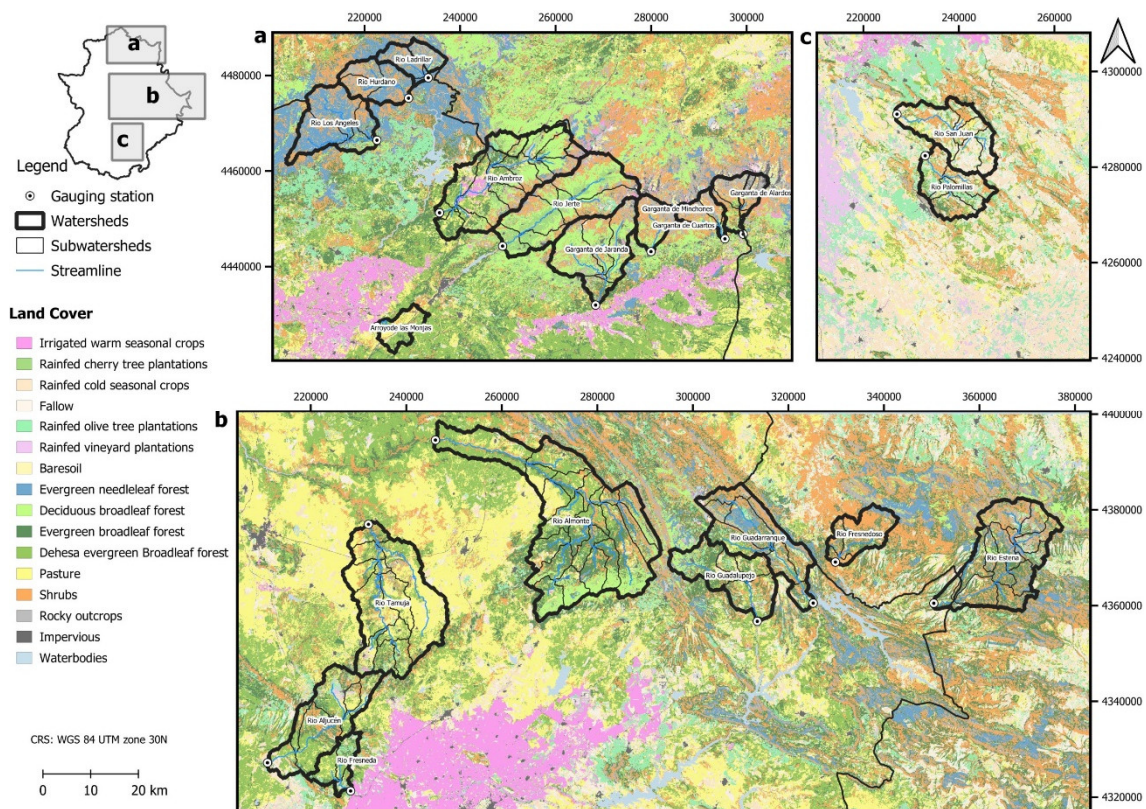 a
b
c
Legend
Gauging station
Watersheds
Subwatersheds
Streamline
Land Cover
Irrigated warm seasonal crops
Rainfed cherry tree plantations
Rainfed cold seasonal crops
Fallow
Rainfed olive tree plantations
Rainfed vineyard plantations
Baresoil
Evergreen needleleaf forest
Deciduous broadleaf forest
Evergreen broadleaf forest
Dehesa evergreen Broadleaf forest
Pasture
Shrubs
Rocky outcrops
Impervious
Waterbodies
CRS: WGS 84 UTM zone 30N
0 10 20 km
a
220000 240000 260000 280000 300000
4480000
4460000
4440000
Rio Ladrillar
Rio Hurdano
Rio Los Angeles
Rio Ambroz
Rio Jerte
Garganta de Alardos
Garganta de Minchones
Garganta de Cuartos
Garganta de Jaranda
Arroyode las Monjas
c
220000 240000 260000
4300000
4280000
4260000
4240000
Rio San Juan
Rio Palomillas
b
220000 240000 260000 280000 300000 320000 340000 360000 380000
4400000
4380000
4360000
4340000
4320000
Rio Almonte
Rio Guadarranque
Rio Fresnedoso
Rio Estena
Rio Guadalupejo
Rio Tamuja
Rio Aljucen
Rio Fresneda